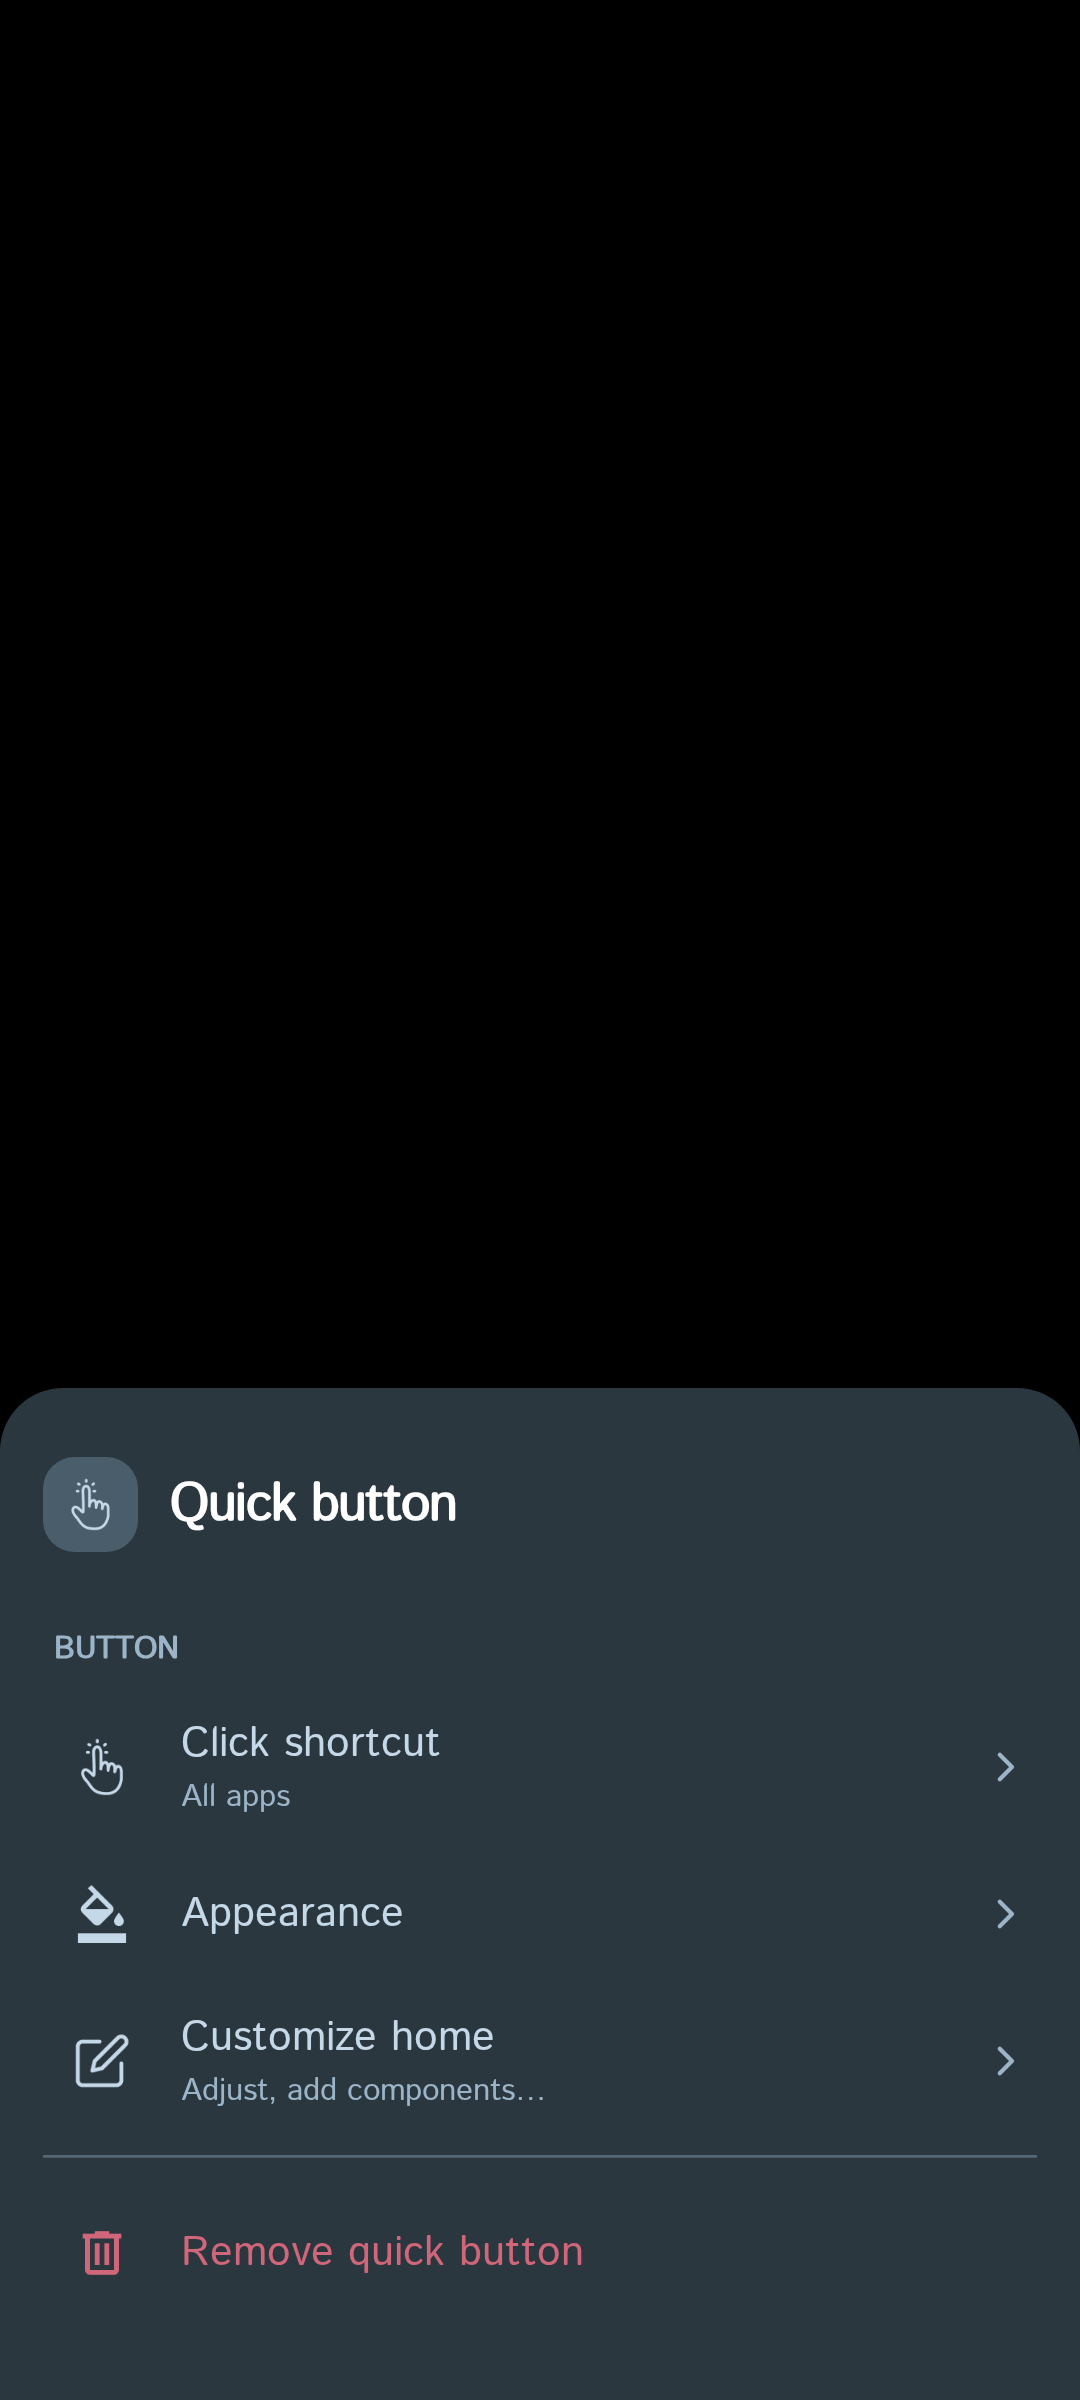 Quick button
BUTTON
Click shortcut
All apps
Appearance
Customize home
Adjust, add components...
Remove quick button